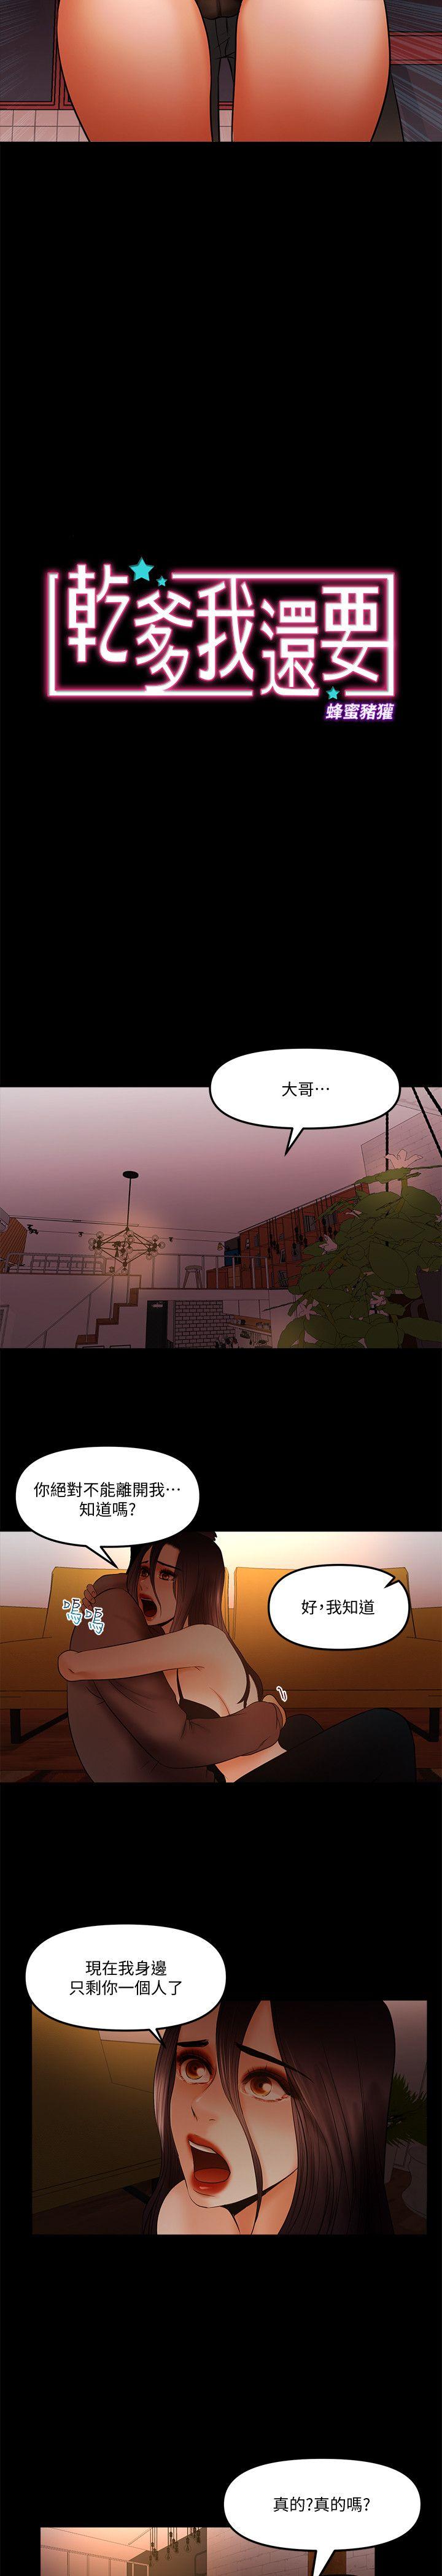 乾爹我還要
蜂蜜豬獾
大哥⋯
你絕對不能離開我⋯
知道嗎?
好,我知道
嗚嗚
嗚嗚
現在我身邊
只剩你一個人了
真的?真的嗎?